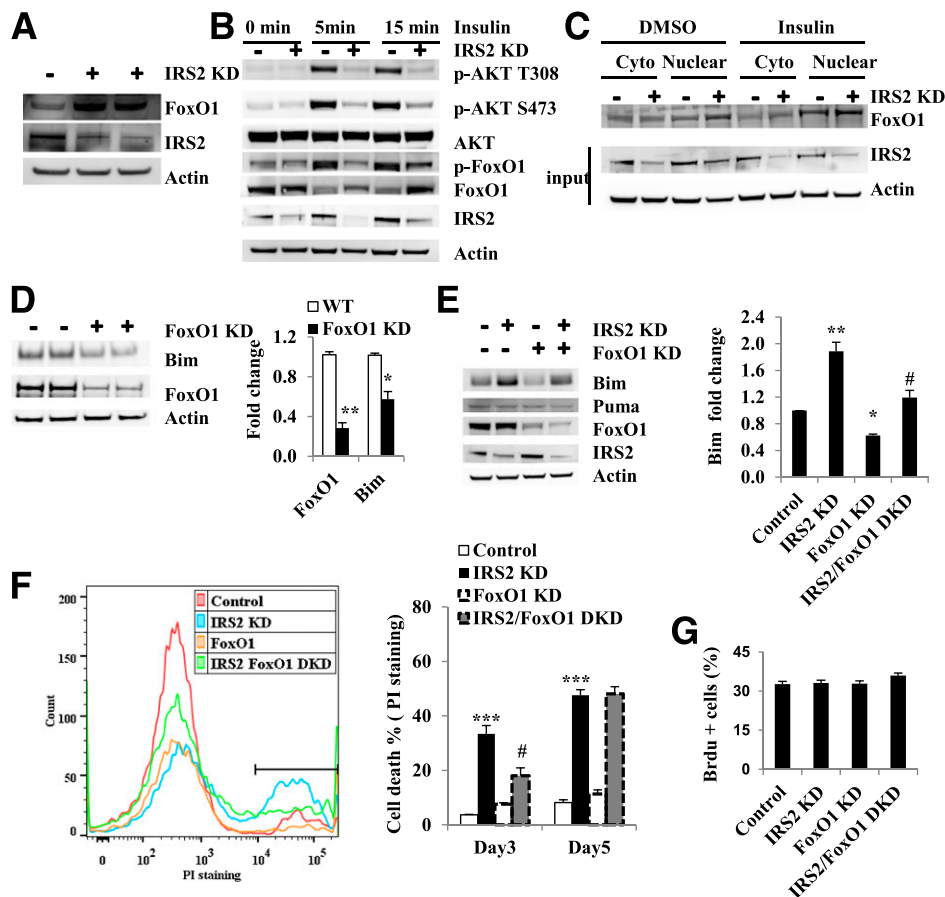 A
- + + IRS2 KD
FoxO1
IRS2
Actin
B
0 min 5min 15 min Insulin
- + - + - + IRS2 KD
p-AKT T308
p-AKT S473
AKT
p-FoxO1
FoxO1
IRS2
Actin
C
DMSO Insulin
Cyto Nuclear Cyto Nuclear
- + - + - + - + IRS2 KD
FoxO1
input
IRS2
Actin
D
- - + + FoxO1 KD
Bim
FoxO1
Actin
WT
FoxO1 KD
Fold change
1.2
0.8
0.4
0.0
**
*
FoxO1 Bim
E
- + - + IRS2 KD
- - + + FoxO1 KD
Bim
Puma
FoxO1
IRS2
Actin
Bim fold change
2.4
2.0
1.6
1.2
0.8
0.4
0.0
**
*
#
Control IRS2 KD FoxO1 KD IRS2/FoxO1 DKD
F
Count
200
150
100
50
0
Control
IRS2 KD
FoxO1
IRS2 FoxO1 DKD
0 10² 10³ 10⁴ 10⁵
PI staining
Control
IRS2 KD
FoxO1 KD
IRS2/FoxO1 DKD
Cell death % ( PI staining)
80
60
40
20
0
***
#
***
Day3 Day5
G
Brdu + cells (%)
45
30
15
0
Control IRS2 KD FoxO1 KD IRS2/FoxO1 DKD